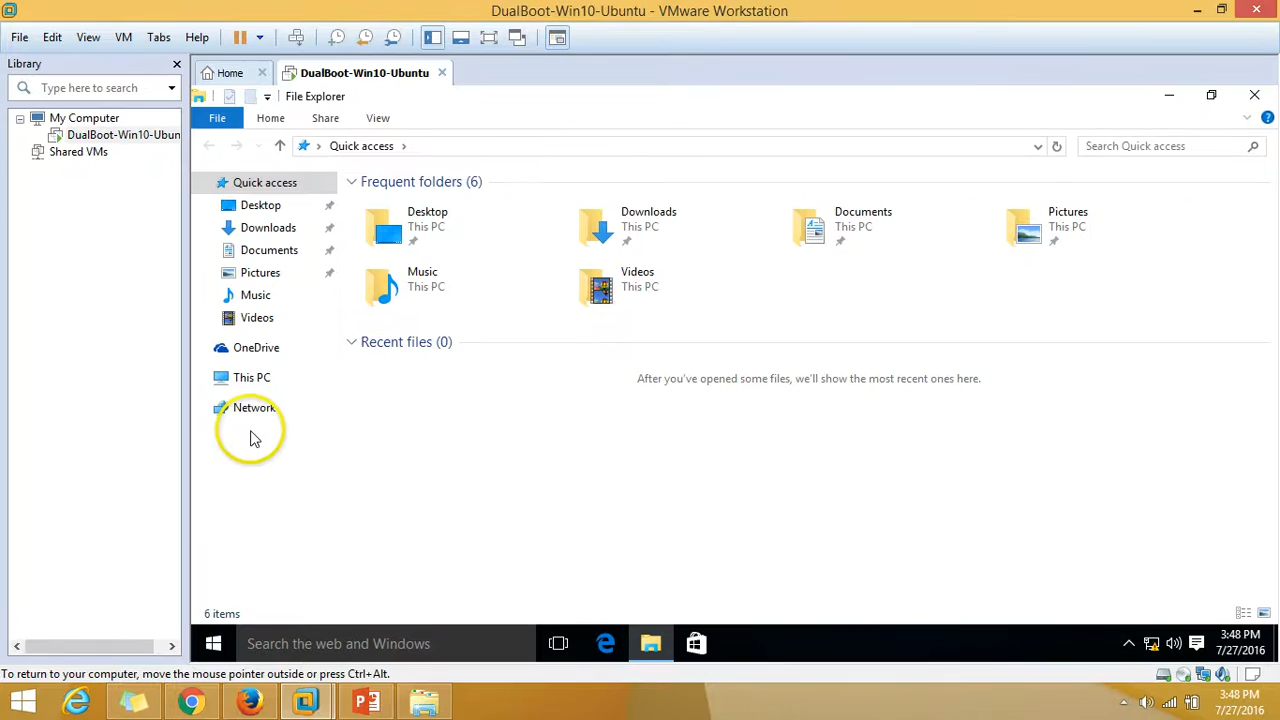 DualBoot-Win10-Ubuntu - VMware Workstation
File Edit View VM Tabs Help
Library
Type here to search
My Computer
DualBoot-Win10-Ubun
Shared VMs
Home
DualBoot-Win10-Ubuntu
File Explorer
File Home Share View
Quick access
Search Quick access
Quick access
Desktop
Downloads
Documents
Pictures
Music
Videos
OneDrive
This PC
Network
Frequent folders (6)
Desktop
This PC
Downloads
This PC
Documents
This PC
Pictures
This PC
Music
This PC
Videos
This PC
Recent files (0)
After you've opened some files, we'll show the most recent ones here.
6 items
Search the web and Windows
3:48 PM
7/27/2016
To return to your computer, move the mouse pointer outside or press Ctrl+Alt.
3:48 PM
7/27/2016